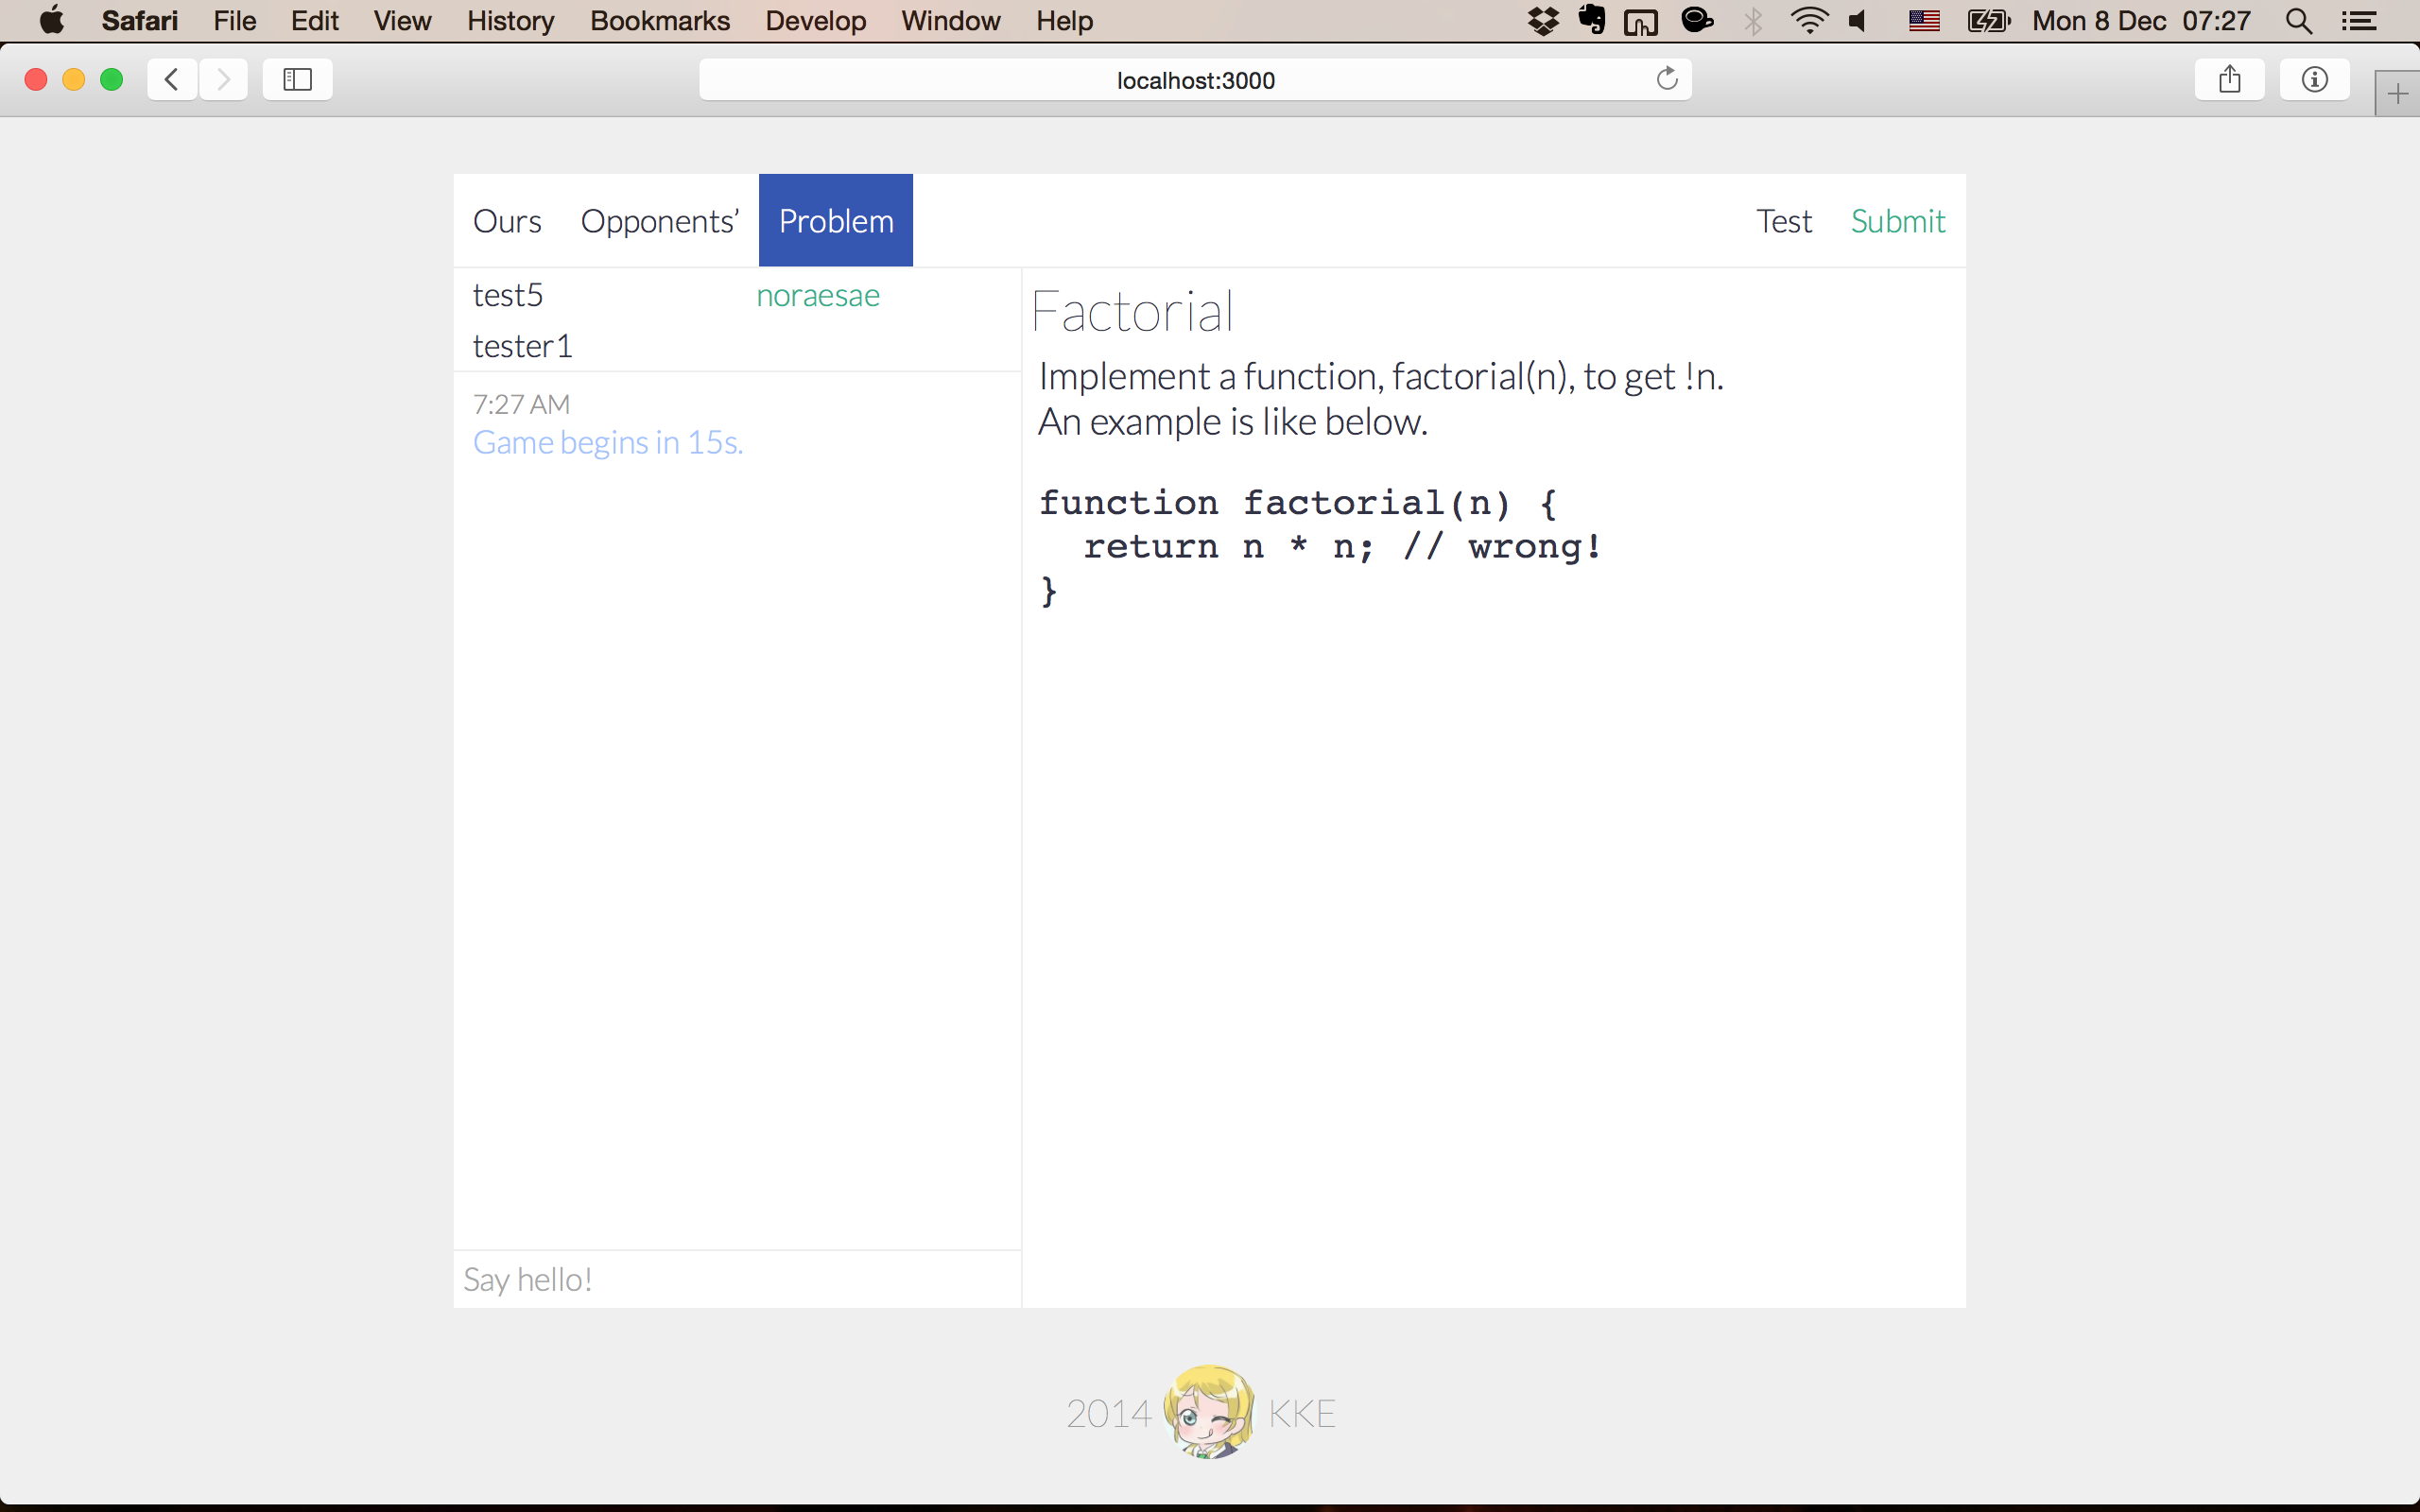 Safari File Edit View History Bookmarks Develop Window Help Mon 8 Dec 07:27
localhost:3000
Ours Opponents’ Problem Test Submit
test5 noraesae
tester1
7:27 AM
Game begins in 15s.
Say hello!
Factorial
Implement a function, factorial(n), to get !n.
An example is like below.
function factorial(n) {
  return n * n; // wrong!
}
2014 KKE